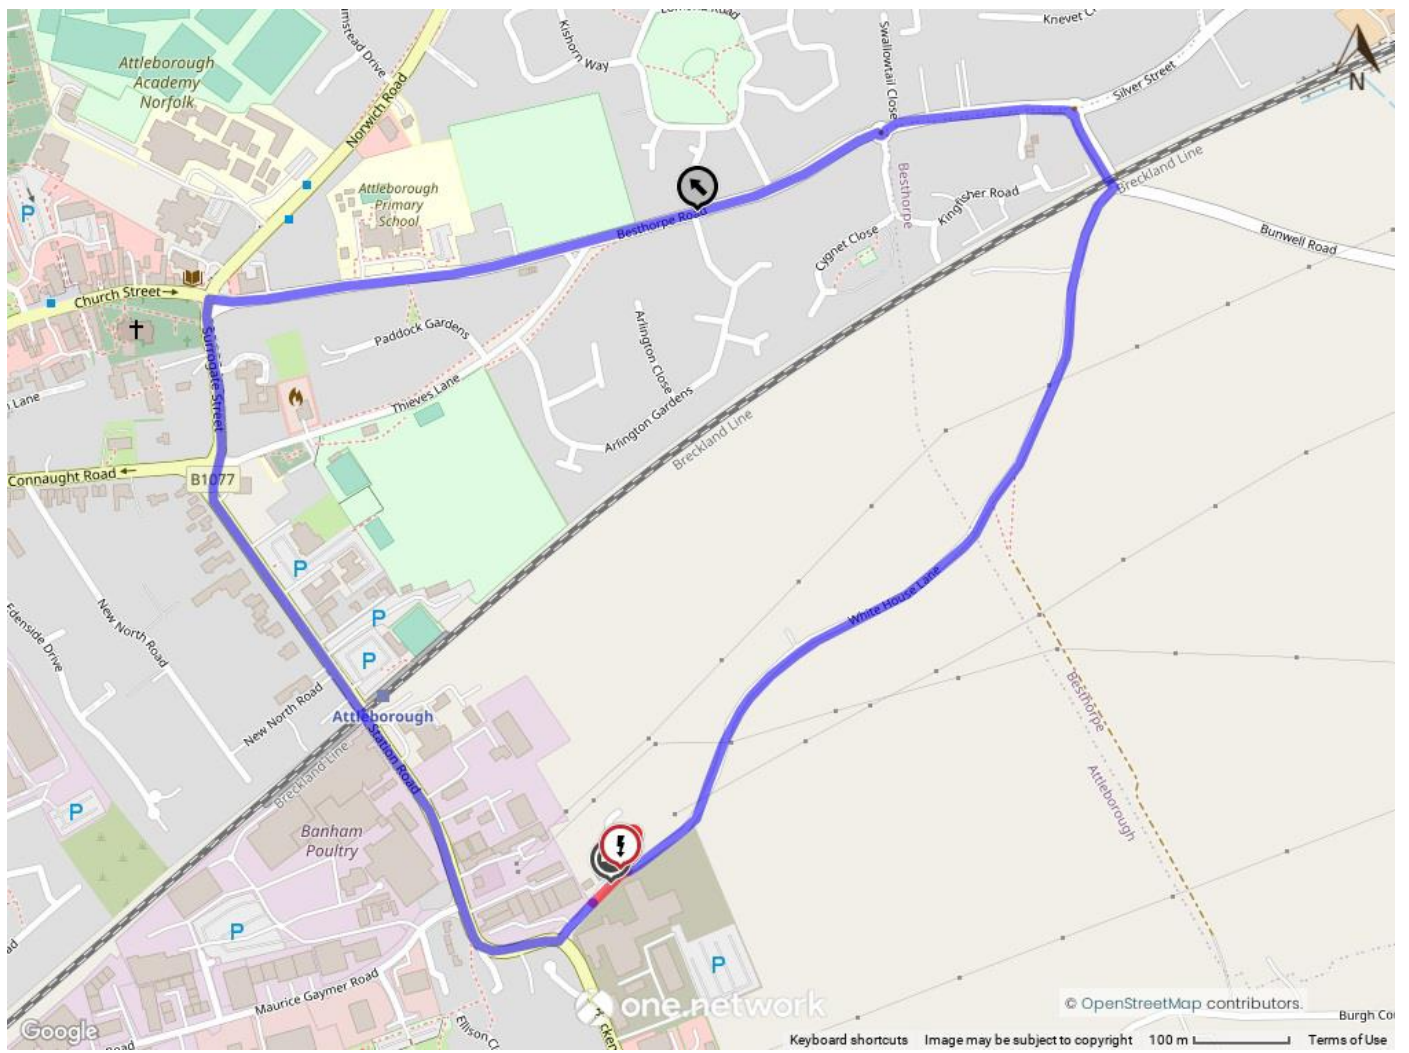 Attleborough
Academy
Norfolk
Kishorn Way
Swallowtail Close
Knevet C
Norwich Road
Silver Street
N
P
Attleborough
Primary
School
Besthorpe
Breckland Line
Kingfisher Road
Besthorpe Road
Bunwell Road
Cygnet Close
Church Street
Surrogate Street
Paddock Gardens
Arlington Close
Thieves Lane
Arlington Gardens
Breckland Line
Connaught Road
B1077
P
White House Lane
New North Road
Edenside Drive
P
P
New North Road
Attleborough
Station Road
Breckland Line
Besthorpe
Attleborough
P
Banham
Poultry
P
P
Maurice Gaymer Road
one.network
© OpenStreetMap contributors.
Google
Road
Ellison C
Burgh Co
Keyboard shortcuts
Image may be subject to copyright
100 m
Terms of Use